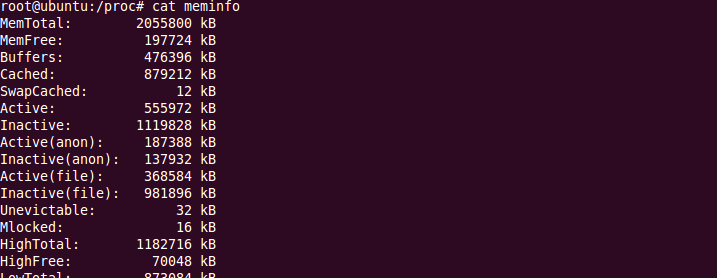 root@ubuntu:/proc# cat meminfo
MemTotal:        2055800 kB
MemFree:          197724 kB
Buffers:          476396 kB
Cached:           879212 kB
SwapCached:           12 kB
Active:           555972 kB
Inactive:        1119828 kB
Active(anon):     187388 kB
Inactive(anon):   137932 kB
Active(file):     368584 kB
Inactive(file):   981896 kB
Unevictable:          32 kB
Mlocked:              16 kB
HighTotal:       1182716 kB
HighFree:          70048 kB
LowTotal:         873084 kB